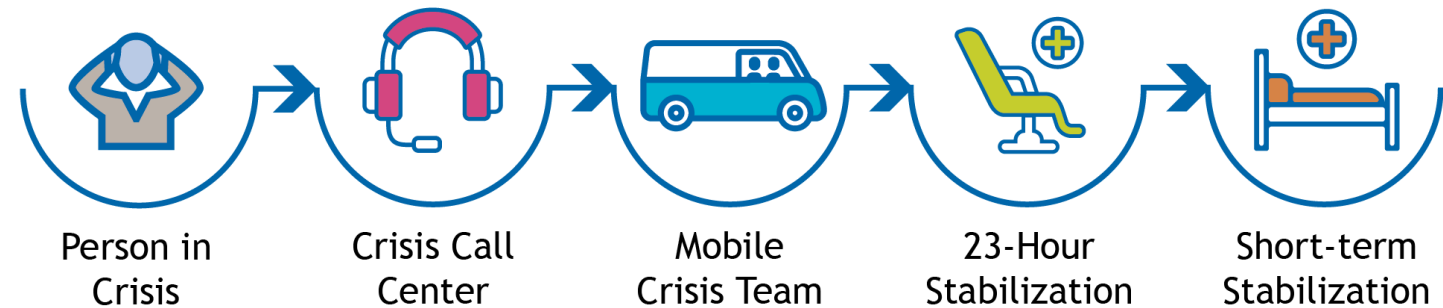 Person in
Crisis
Crisis Call
Center
Mobile
Crisis Team
23-Hour
Stabilization
Short-term
Stabilization